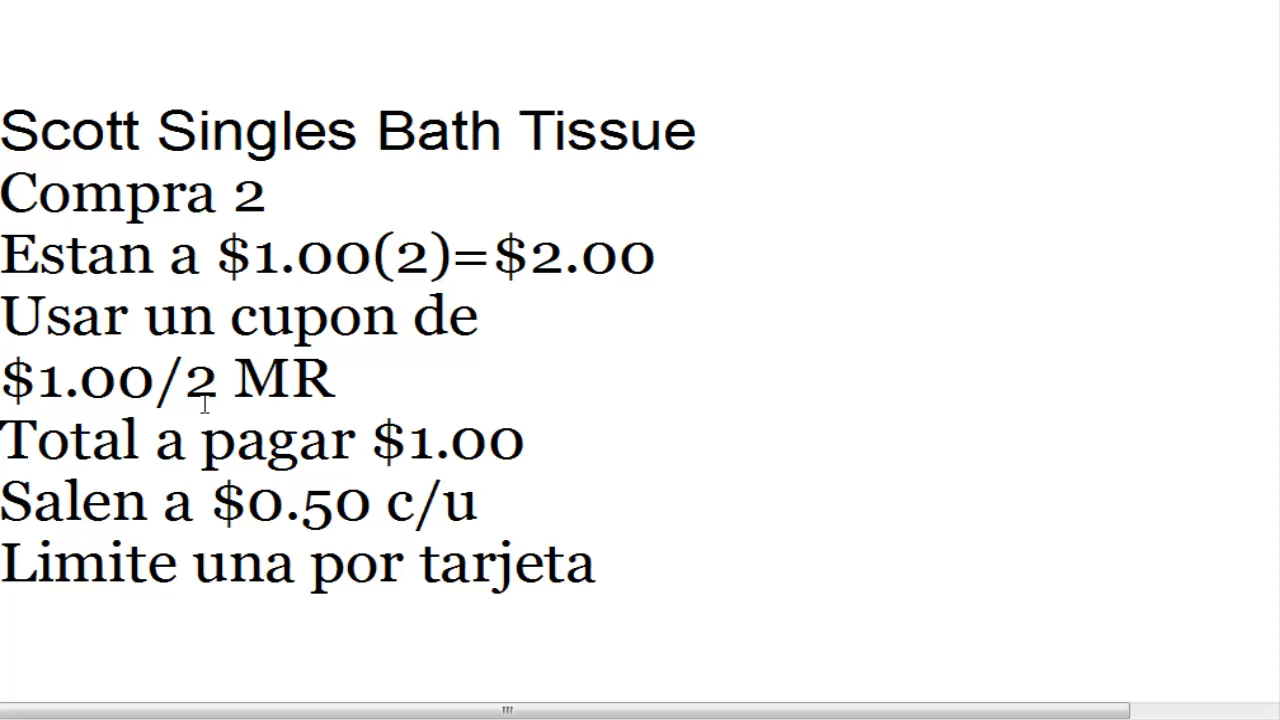 Scott Singles Bath Tissue
Compra 2
Estan a $1.00(2)=$2.00
Usar un cupon de
$1.00/2 MR
Total a pagar $1.00
Salen a $0.50 c/u
Limite una por tarjeta